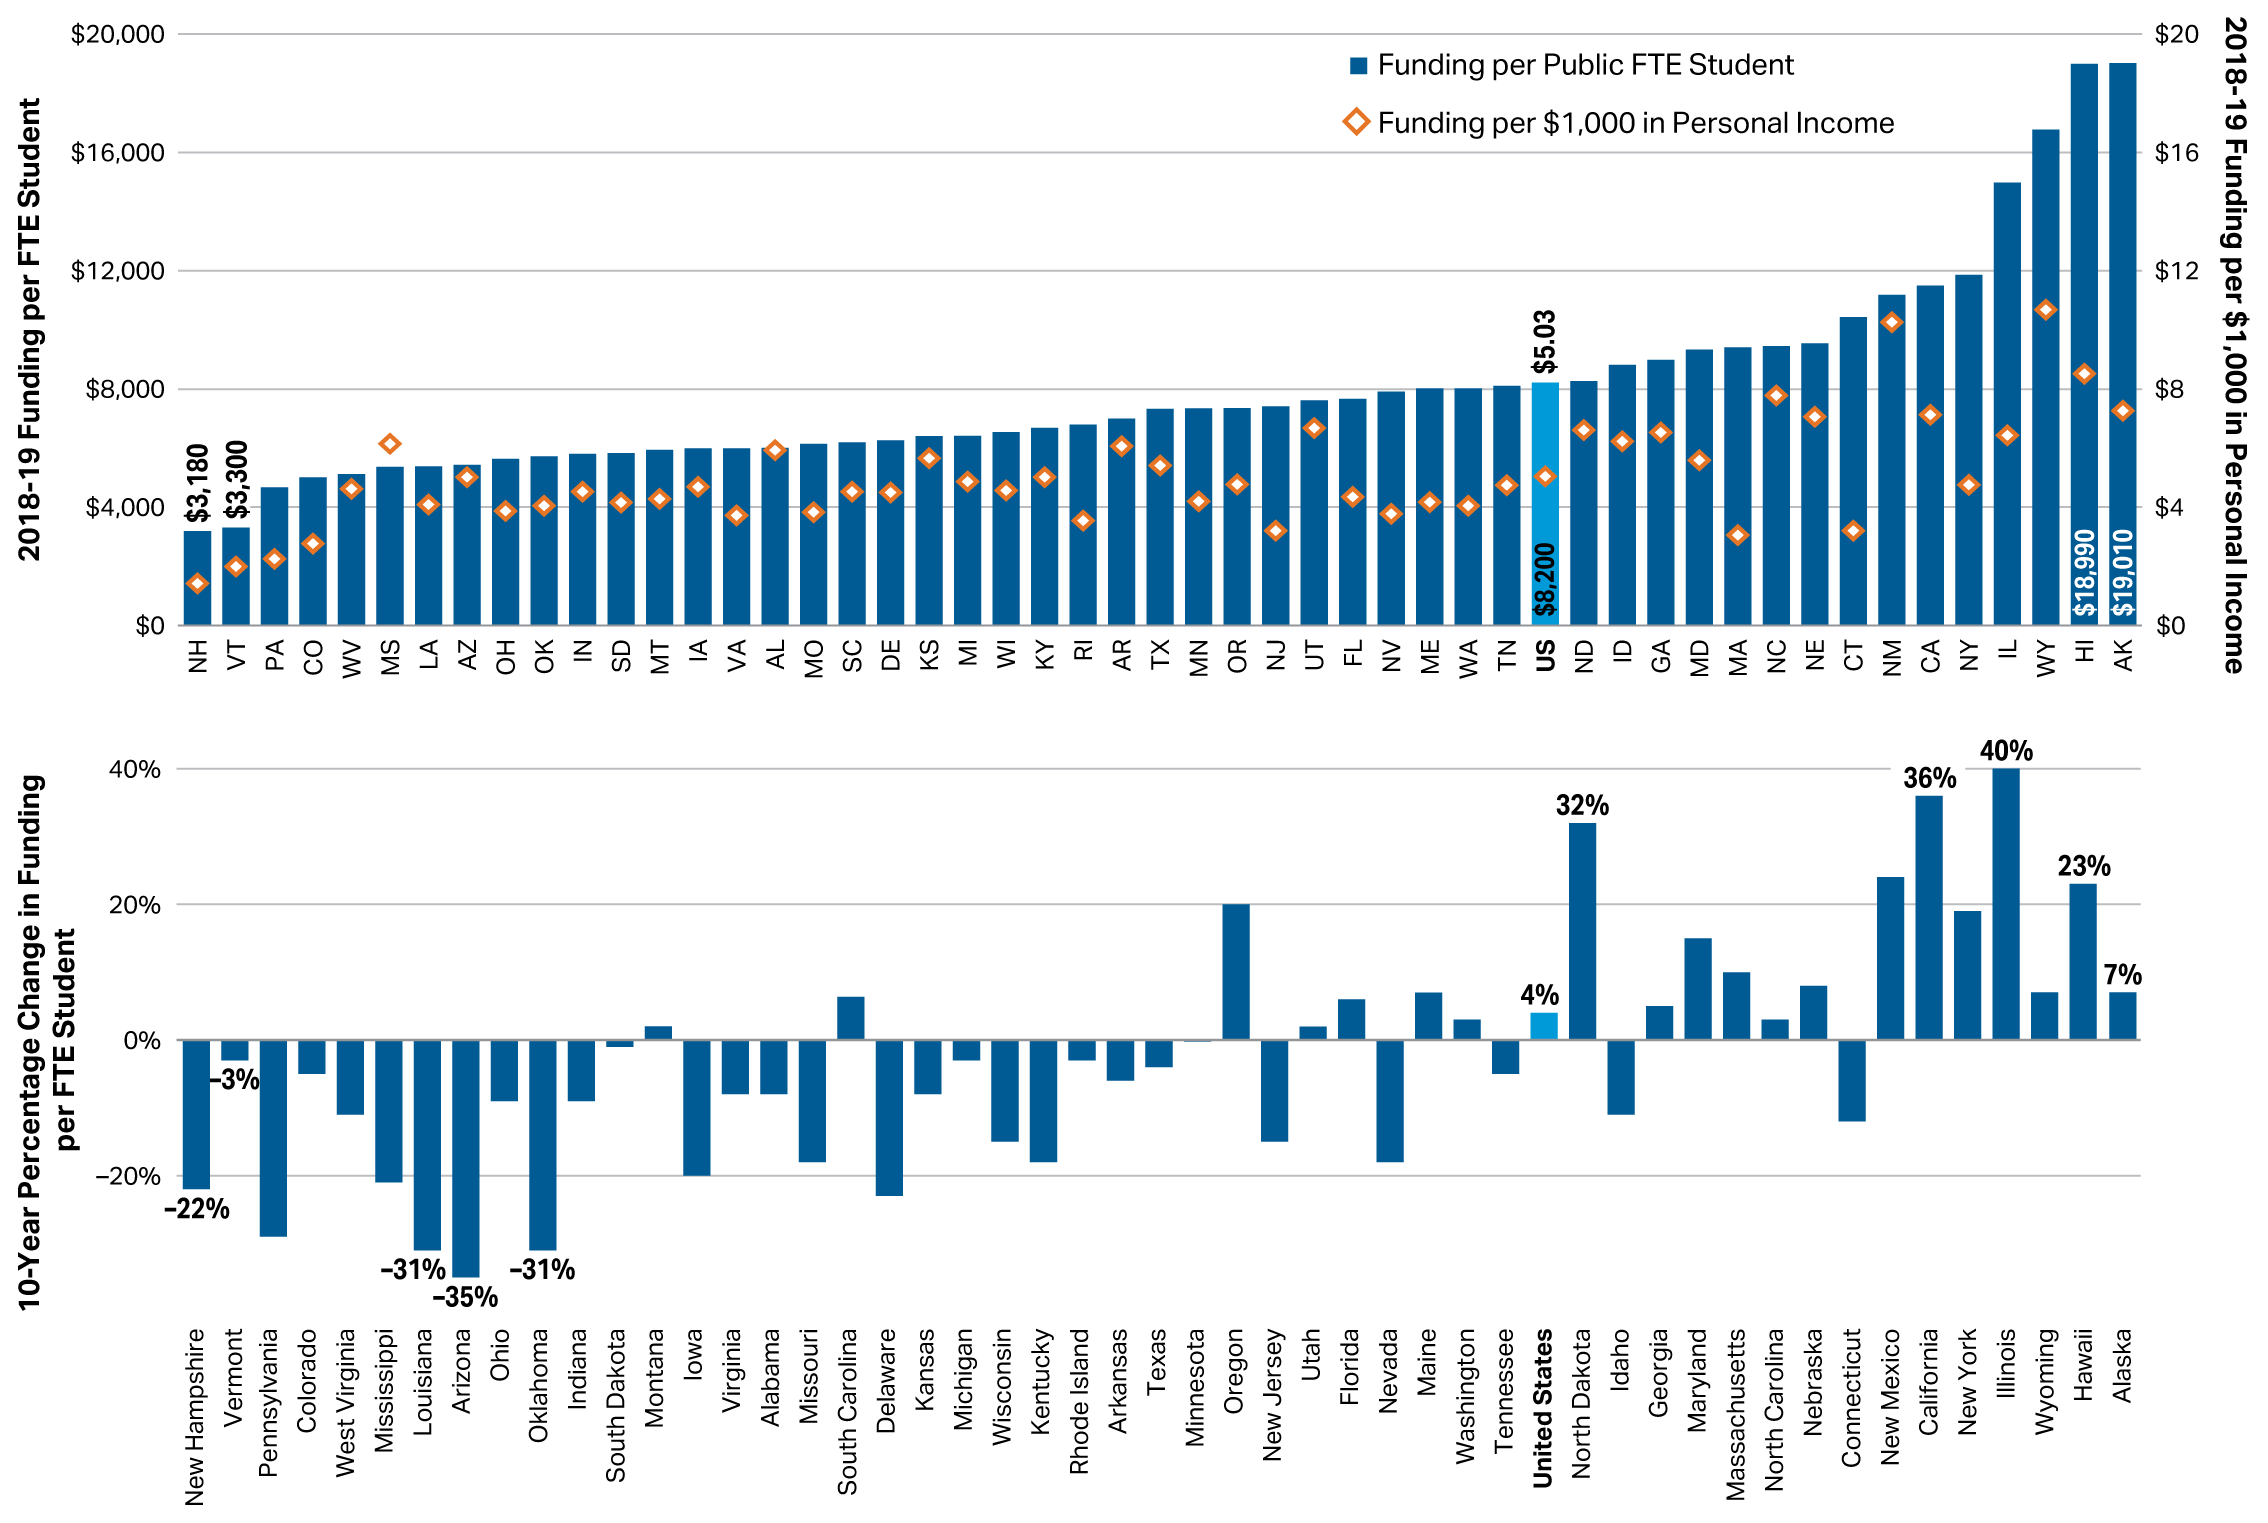 2018-19 Funding per FTE Student
$20,000
$16,000
$12,000
$8,000
$4,000
$0
Funding per Public FTE Student
Funding per $1,000 in Personal Income
$3,180
$3,300
$5.03
$8,200
$18,990
$19,010
$20
$16
$12
$8
$4
$0
2018-19 Funding per $1,000 in Personal Income
NH VT PA CO WV MS LA AZ OH OK IN SD MT IA VA AL MO SC DE KS MI WI KY RI AR TX MN OR NJ UT FL NV ME WA TN US ND ID GA MD MA NC NE CT NM CA NY IL WY HI AK
10-Year Percentage Change in Funding
per FTE Student
40%
20%
0%
−20%
−22%
−3%
−31%
−35%
−31%
4%
32%
36%
40%
23%
7%
New Hampshire
Vermont
Pennsylvania
Colorado
West Virginia
Mississippi
Louisiana
Arizona
Ohio
Oklahoma
Indiana
South Dakota
Montana
Iowa
Virginia
Alabama
Missouri
South Carolina
Delaware
Kansas
Michigan
Wisconsin
Kentucky
Rhode Island
Arkansas
Texas
Minnesota
Oregon
New Jersey
Utah
Florida
Nevada
Maine
Washington
Tennessee
United States
North Dakota
Idaho
Georgia
Maryland
Massachusetts
North Carolina
Nebraska
Connecticut
New Mexico
California
New York
Illinois
Wyoming
Hawaii
Alaska